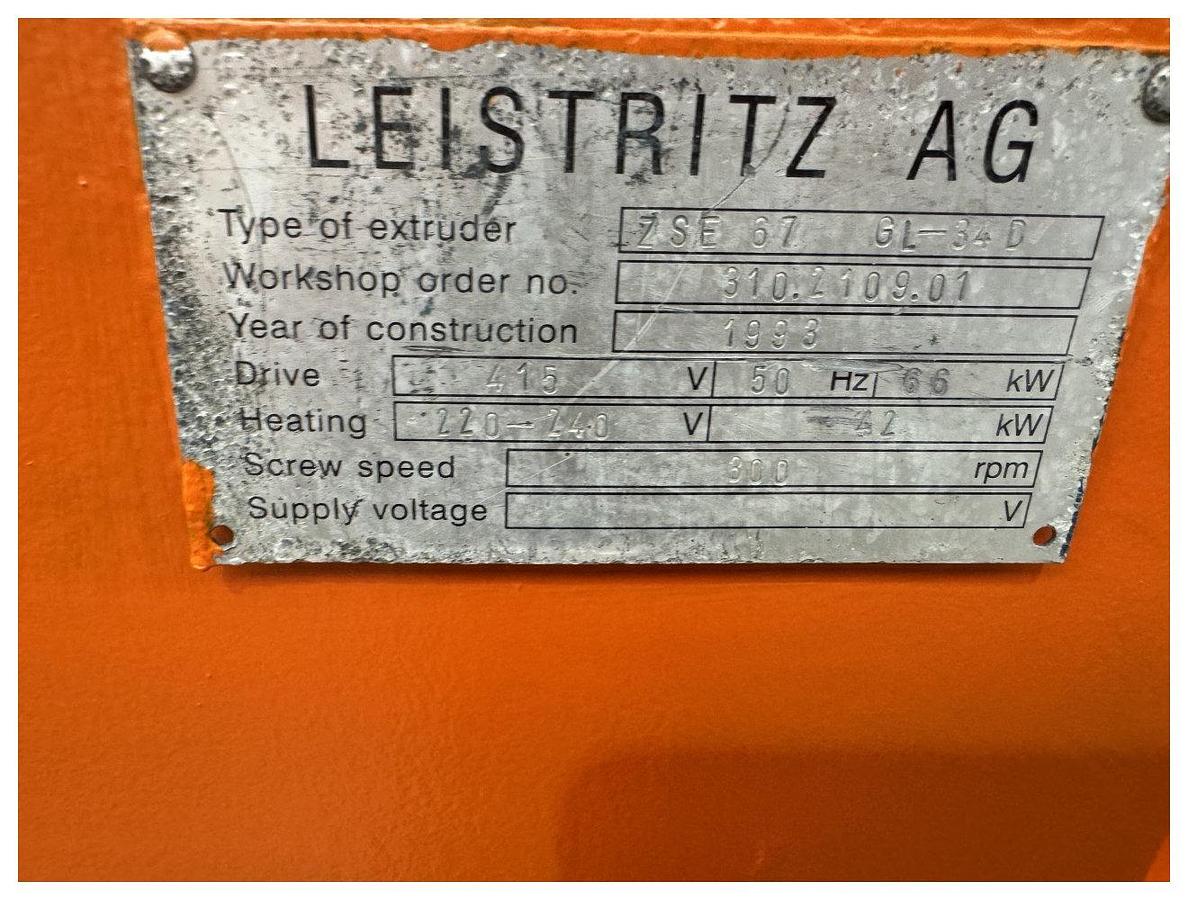 LEISTRITZ AG
Type of extruder ZSE 67 GL-34D
Workshop order no. 310.2109.01
Year of construction 1993
Drive 415 V 50 Hz 66 kW
Heating 220-240 V 42 kW
Screw speed 300 rpm
Supply voltage V